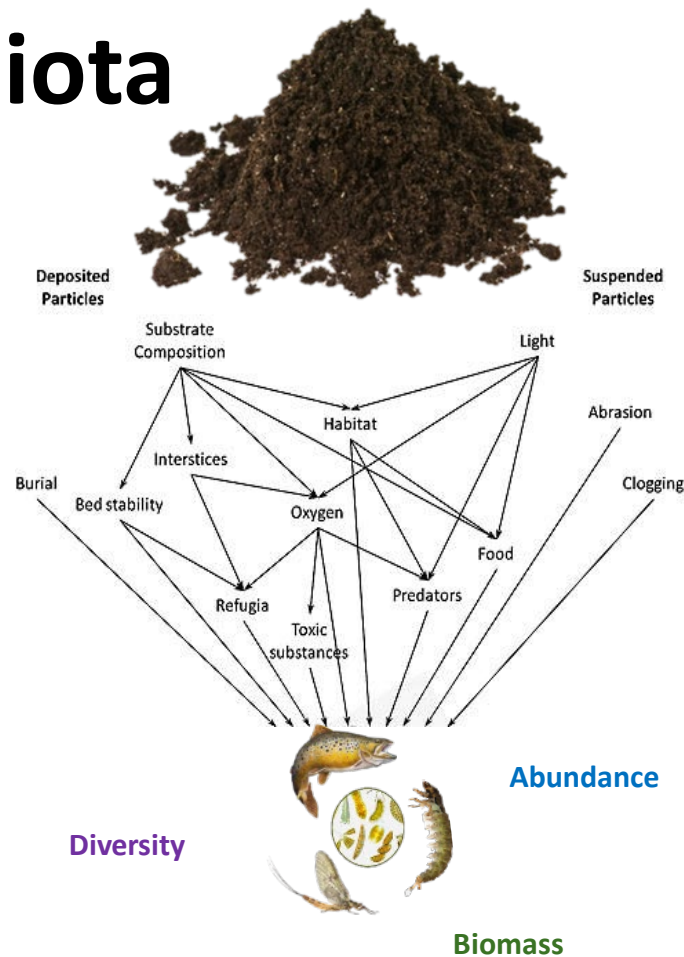 iota
Deposited
Particles
Suspended
Particles
Substrate
Composition
Light
Habitat
Abrasion
Interstices
Burial
Clogging
Bed stability
Oxygen
Food
Refugia
Predators
Toxic
substances
Abundance
Diversity
Biomass